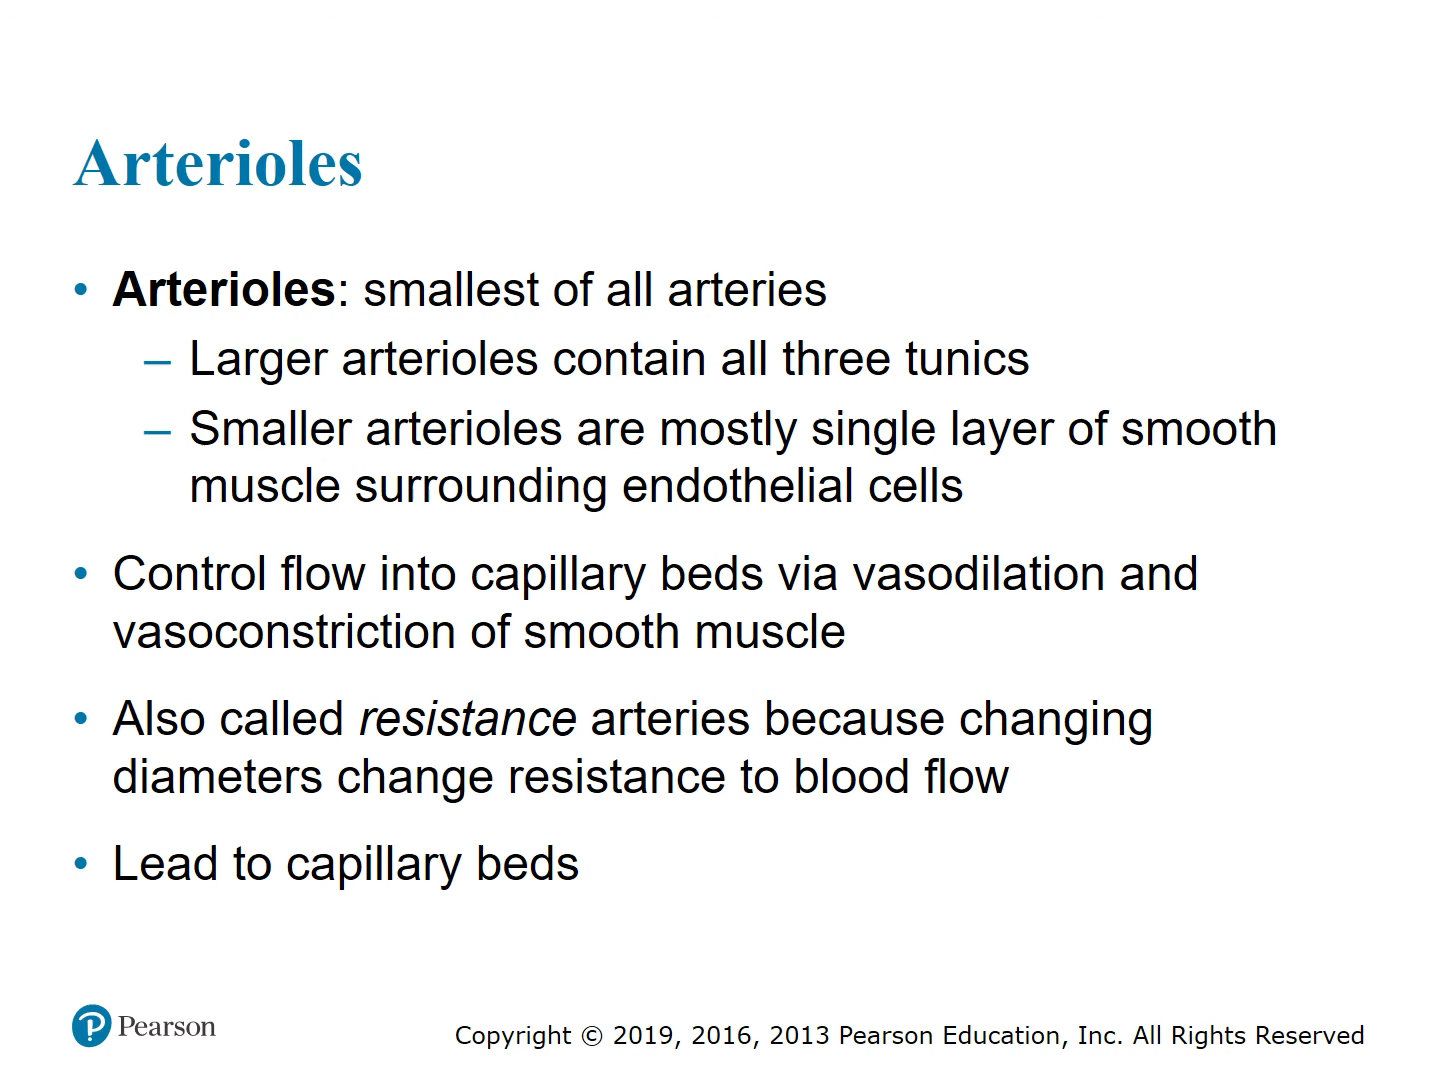 Arterioles
• Arterioles: smallest of all arteries
– Larger arterioles contain all three tunics
– Smaller arterioles are mostly single layer of smooth
muscle surrounding endothelial cells
• Control flow into capillary beds via vasodilation and
vasoconstriction of smooth muscle
• Also called resistance arteries because changing
diameters change resistance to blood flow
• Lead to capillary beds
Pearson
Copyright © 2019, 2016, 2013 Pearson Education, Inc. All Rights Reserved